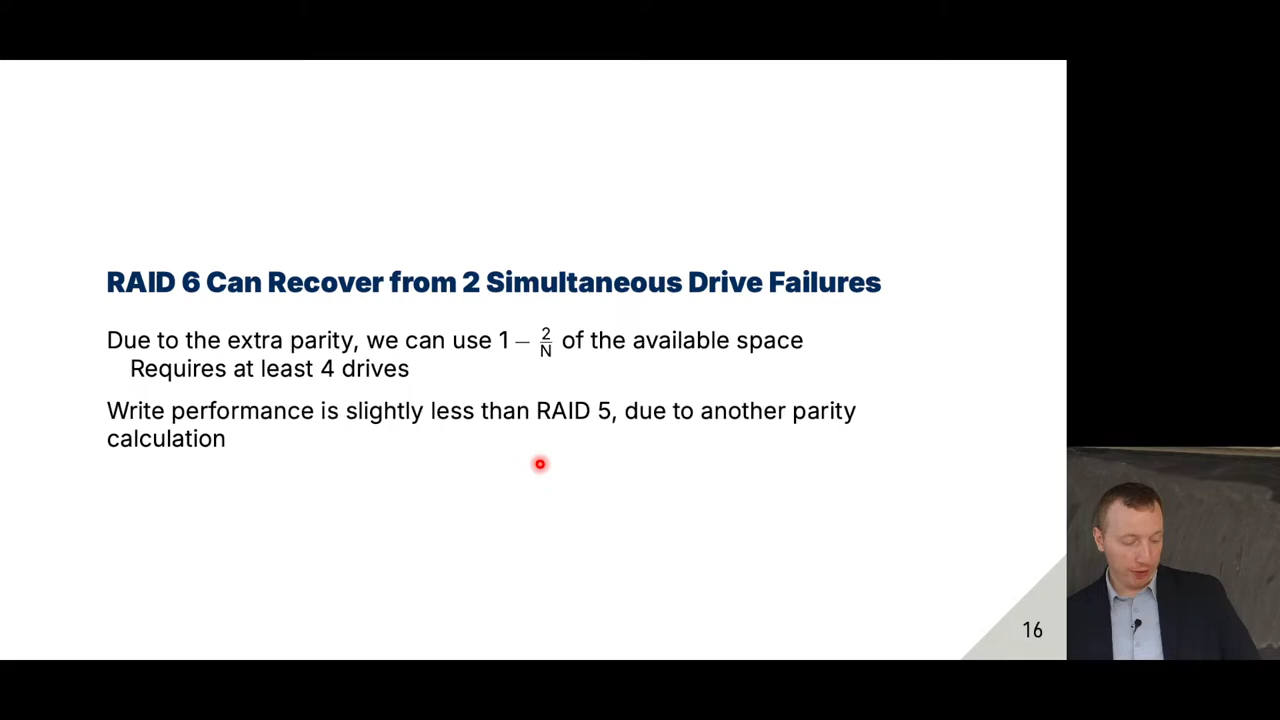 RAID 6 Can Recover from 2 Simultaneous Drive Failures
Due to the extra parity, we can use 1 − 2/N of the available space
Requires at least 4 drives
Write performance is slightly less than RAID 5, due to another parity
calculation
16